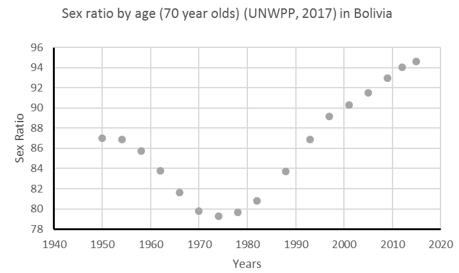 Sex ratio by age (70 year olds) (UNWPP, 2017) in Bolivia
96
94
92
90
88
86
84
82
80
78
Sex Ratio
1940 1950 1960 1970 1980 1990 2000 2010 2020
Years